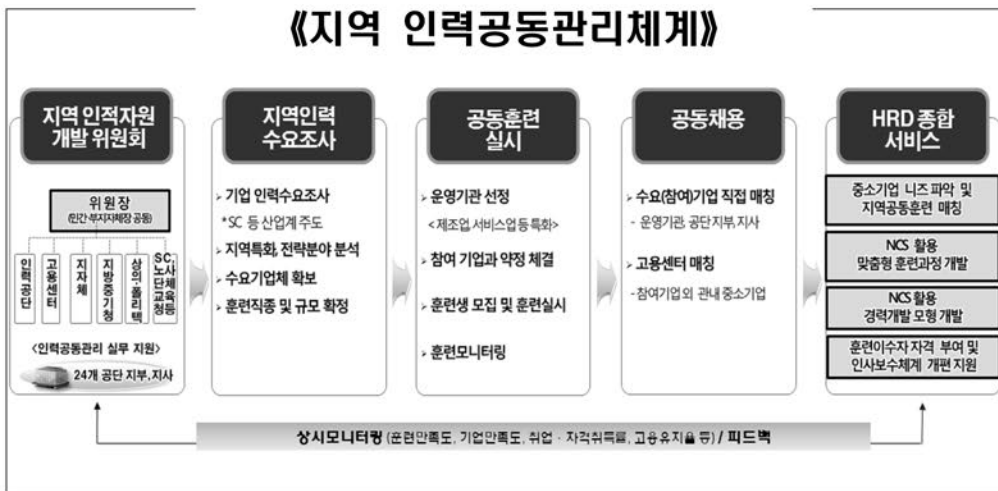 《지역 인력공동관리체계》
지역 인적자원
개발 위원회
위원장
(민간·부지자체장 공동)
인력공단
고용센터
지자체
지방중기청
상의·폴리텍
SC, 노사단체 교육청 등
〈인력공동관리 실무 지원〉
24개 공단 지부,지사
지역인력
수요조사
› 기업 인력수요조사
*SC 등 산업계 주도
› 지역특화, 전략분야 분석
› 수요기업체 확보
› 훈련직종 및 규모 확정
공동훈련
실시
› 운영기관 선정
<제조업, 서비스업 등 특화>
› 참여 기업과 약정 체결
› 훈련생 모집 및 훈련실시
› 훈련모니터링
공동채용
› 수요(참여)기업 직접 매칭
- 운영기관, 공단 지부, 지사
› 고용센터 매칭
- 참여기업 외 관내 중소기업
HRD 종합
서비스
중소기업 니즈 파악 및
지역공동훈련 매칭
NCS 활용
맞춤형 훈련과정 개발
NCS 활용
경력개발 모형 개발
훈련이수자 자격 부여 및
인사보수체계 개편 지원
상시모니터링 (훈련만족도, 기업만족도, 취업·자격취득률, 고용유지율 등) / 피드백